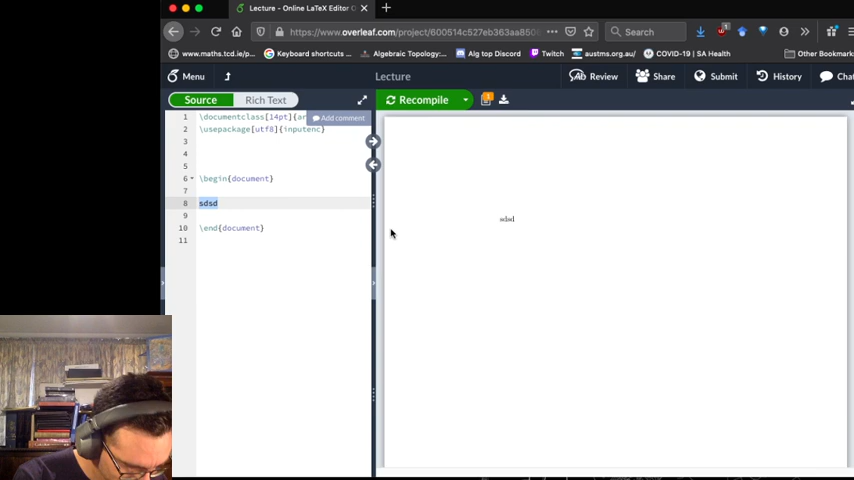 Lecture - Online LaTeX Editor O
https://www.overleaf.com/project/600514c527eb363aa850
Search
www.maths.tcd.ie/p...
Keyboard shortcuts ...
Algebraic Topology:...
Alg top Discord
Twitch
austms.org.au/
COVID-19 | SA Health
Other Bookmarks
Menu
Lecture
Review
Share
Submit
History
Chat
Source
Rich Text
Recompile
1 \documentclass[14pt]{ar
Add comment
2 \usepackage[utf8]{inputenc}
3
4
5
6 \begin{document}
7
8 sdsd
9
10 \end{document}
11
sdsd